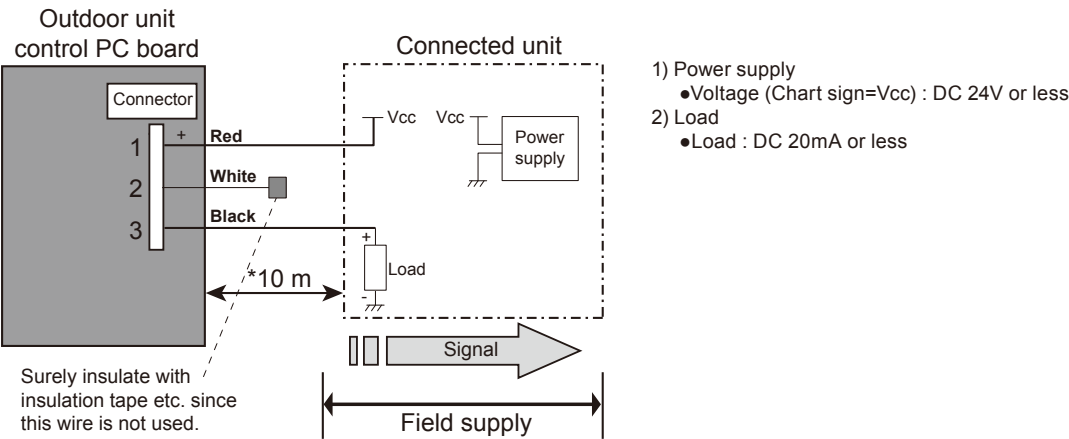 Outdoor unit
control PC board
Connector
1
2
3
+
Red
White
Black
*10 m
Surely insulate with
insulation tape etc. since
this wire is not used.
Connected unit
Vcc
Vcc
Power
supply
+
Load
-
Signal
Field supply
1) Power supply
●Voltage (Chart sign=Vcc) : DC 24V or less
2) Load
●Load : DC 20mA or less